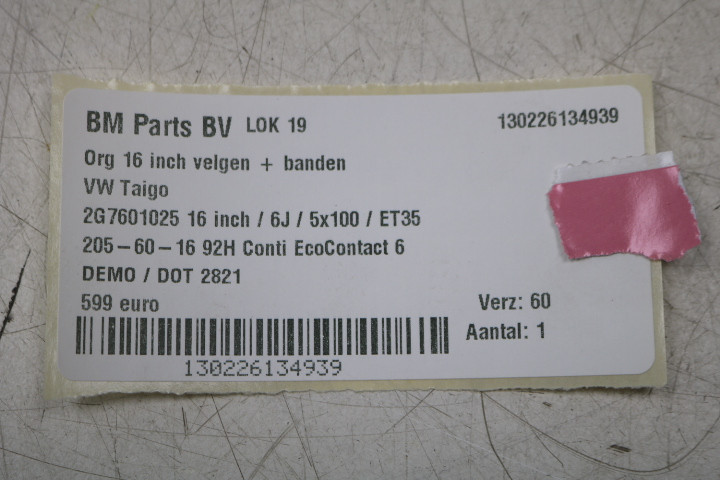 BM Parts BV LOK 19 130226134939
Org 16 inch velgen + banden
VW Taigo
2G7601025 16 inch / 6J / 5x100 / ET35
205-60-16 92H Conti EcoContact 6
DEMO / DOT 2821
599 euro Verz: 60
Aantal: 1
130226134939